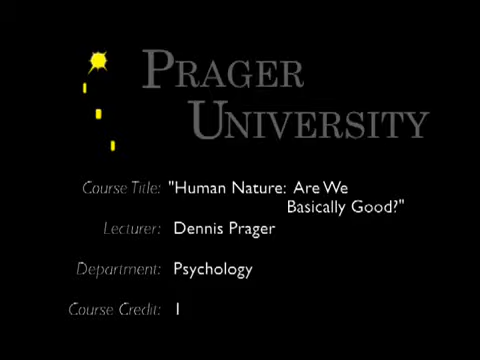 PRAGER
UNIVERSITY
Course Title: "Human Nature: Are We
Basically Good?"
Lecturer: Dennis Prager
Department: Psychology
Course Credit: 1